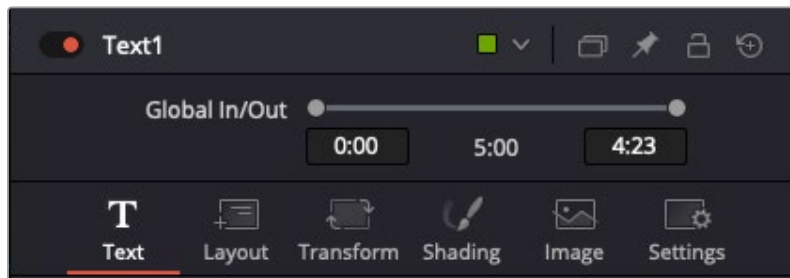 Text1
Global In/Out
0:00 5:00 4:23
T
Text Layout Transform Shading Image Settings